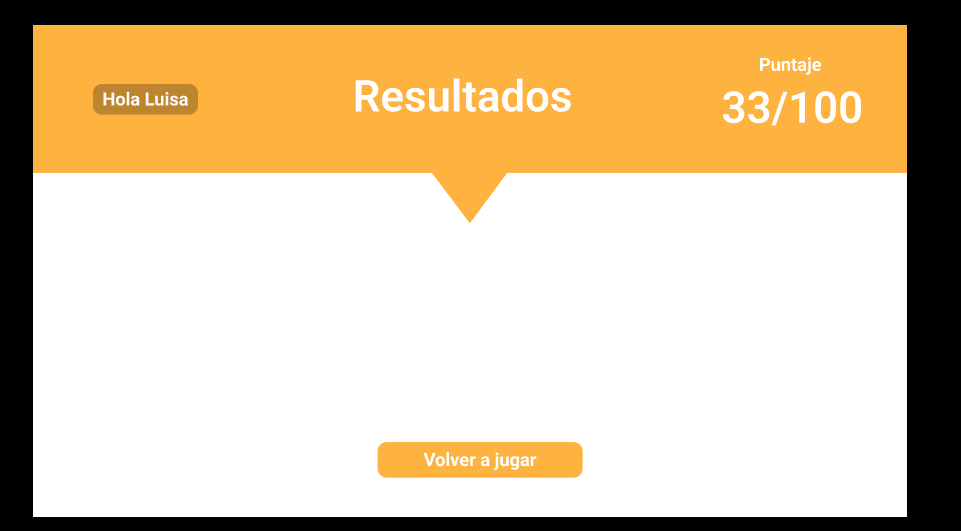 Hola Luisa
Resultados
Puntaje
33/100
Volver a jugar